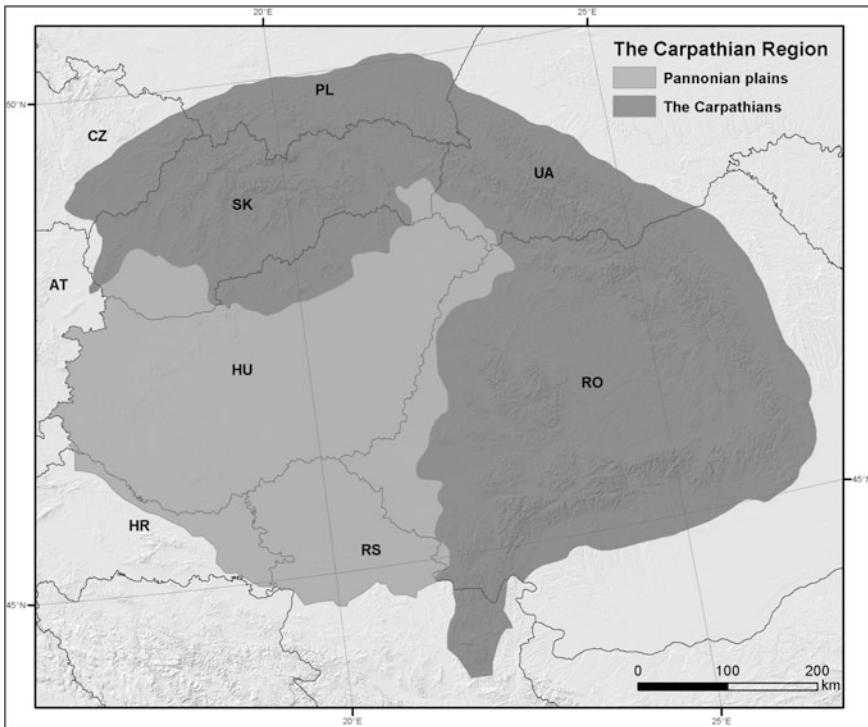 20°E
25°E
The Carpathian Region
Pannonian plains
The Carpathians
50°N
PL
CZ
UA
SK
AT
HU
RO
45°N
HR
RS
45°N
0 100 200
km
20°E
25°E